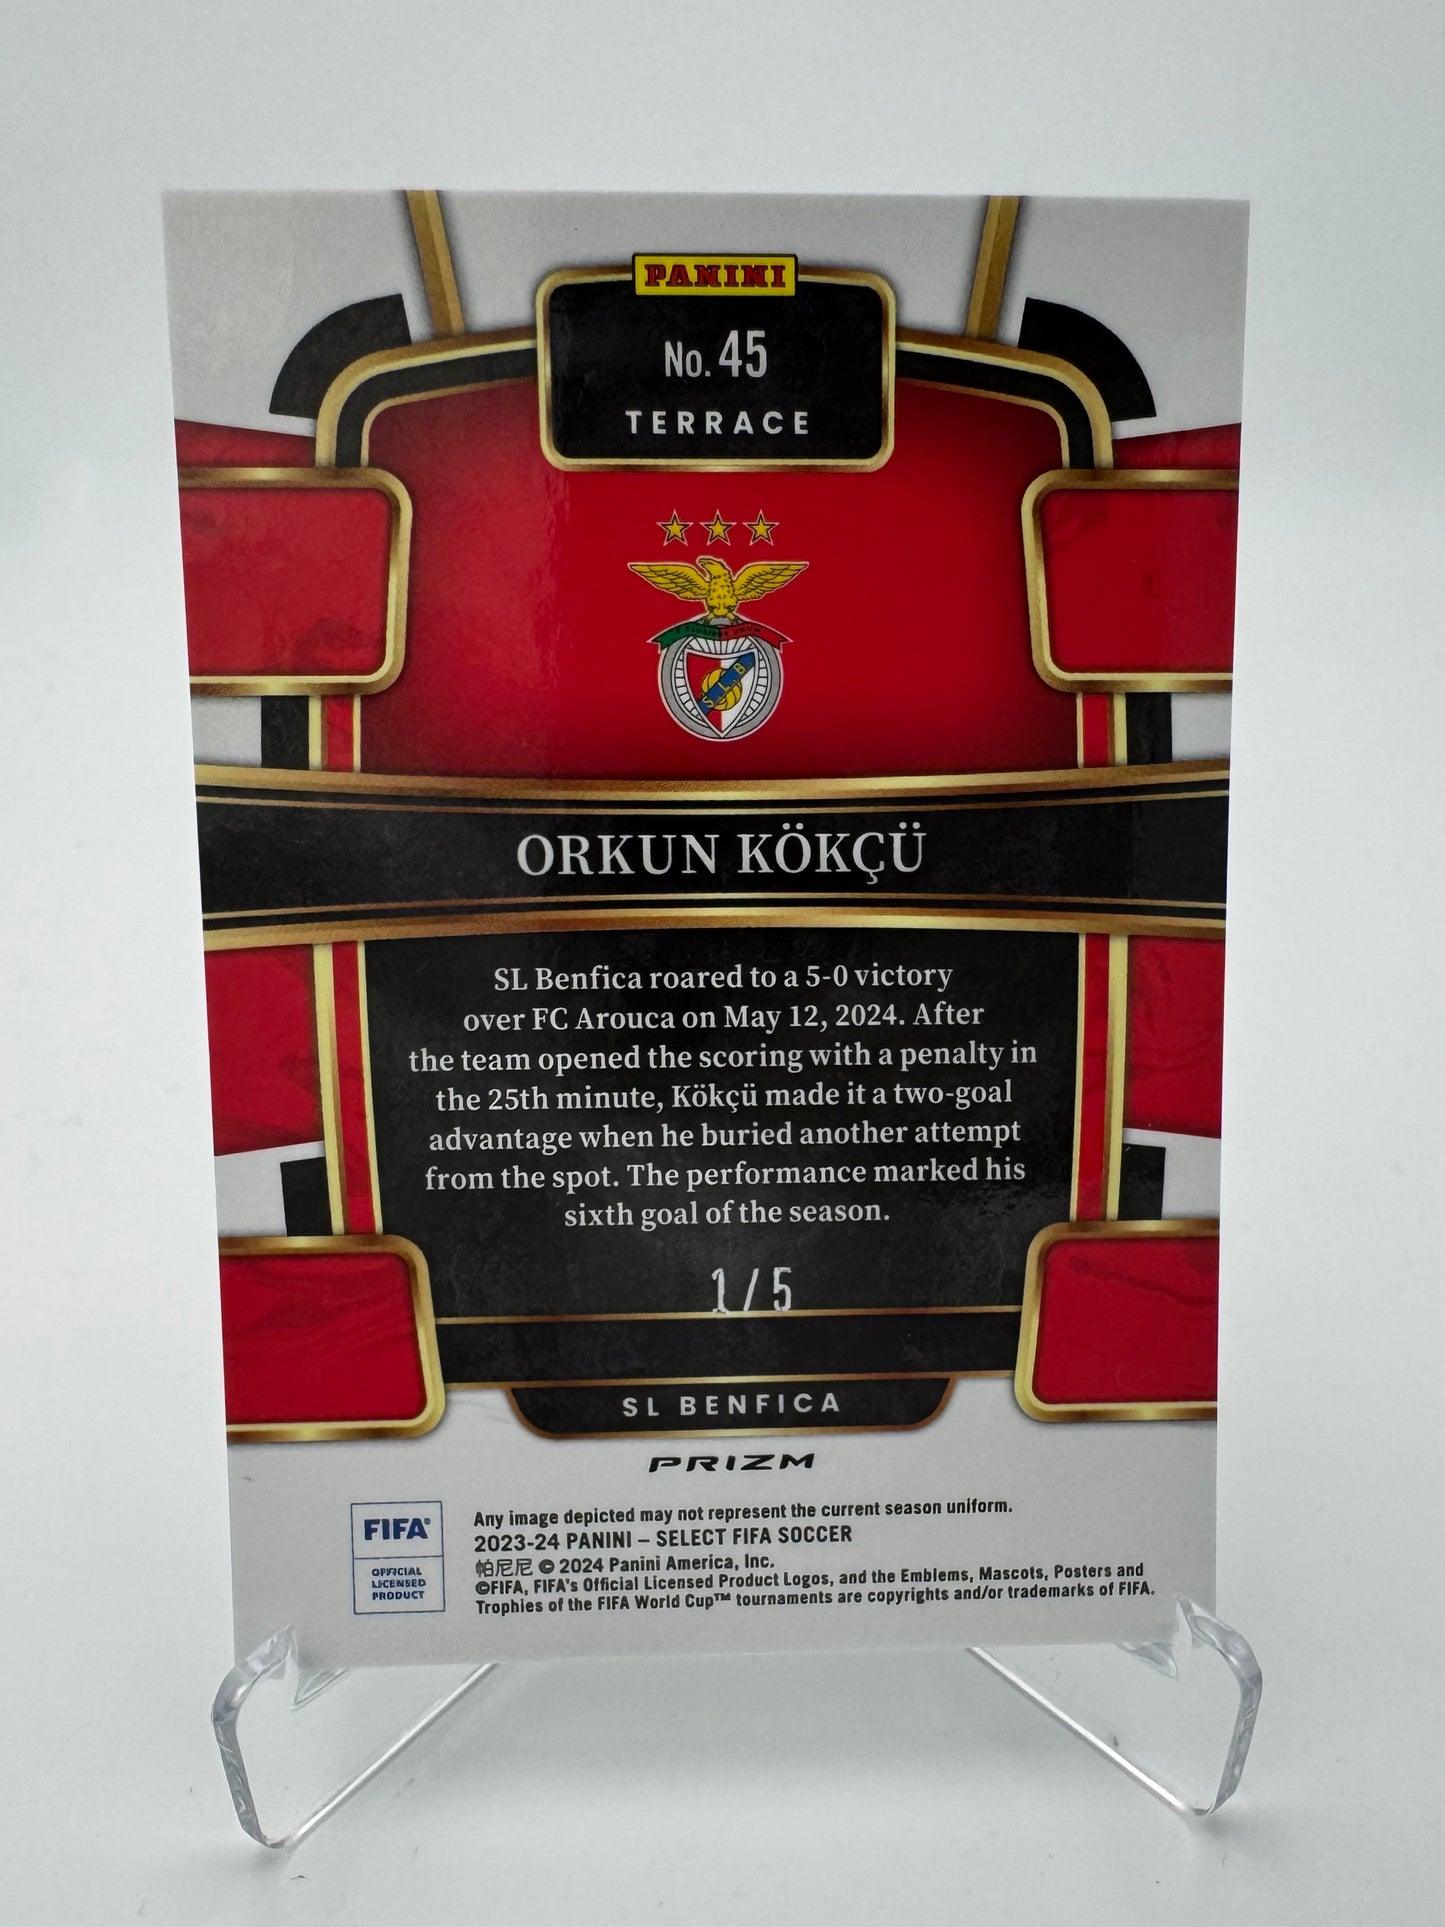 PANINI
No. 45
TERRACE
S.L.B
ORKUN KÖKÇÜ
SL Benfica roared to a 5-0 victory
over FC Arouca on May 12, 2024. After
the team opened the scoring with a penalty in
the 25th minute, Kökçü made it a two-goal
advantage when he buried another attempt
from the spot. The performance marked his
sixth goal of the season.
1/5
SL BENFICA
PRIZM
FIFA®
OFFICIAL
LICENSED
PRODUCT
Any image depicted may not represent the current season uniform.
2023-24 PANINI – SELECT FIFA SOCCER
帕尼尼 © 2024 Panini America, Inc.
©FIFA, FIFA's Official Licensed Product Logos, and the Emblems, Mascots, Posters and
Trophies of the FIFA World Cup™ tournaments are copyrights and/or trademarks of FIFA.